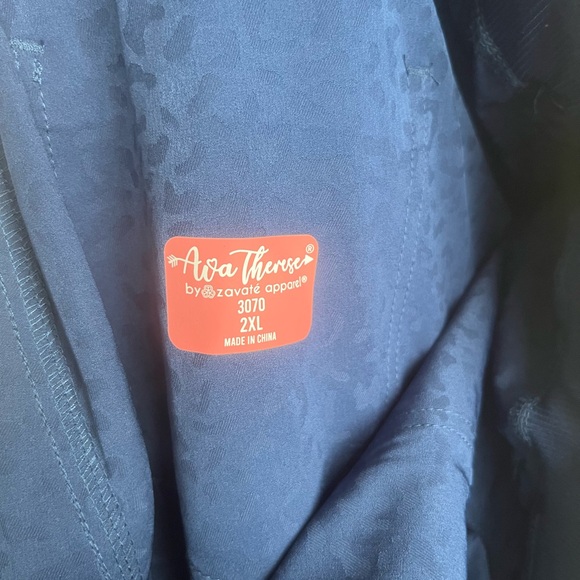 Ava Therese®
by zavaté apparel®
3070
2XL
MADE IN CHINA